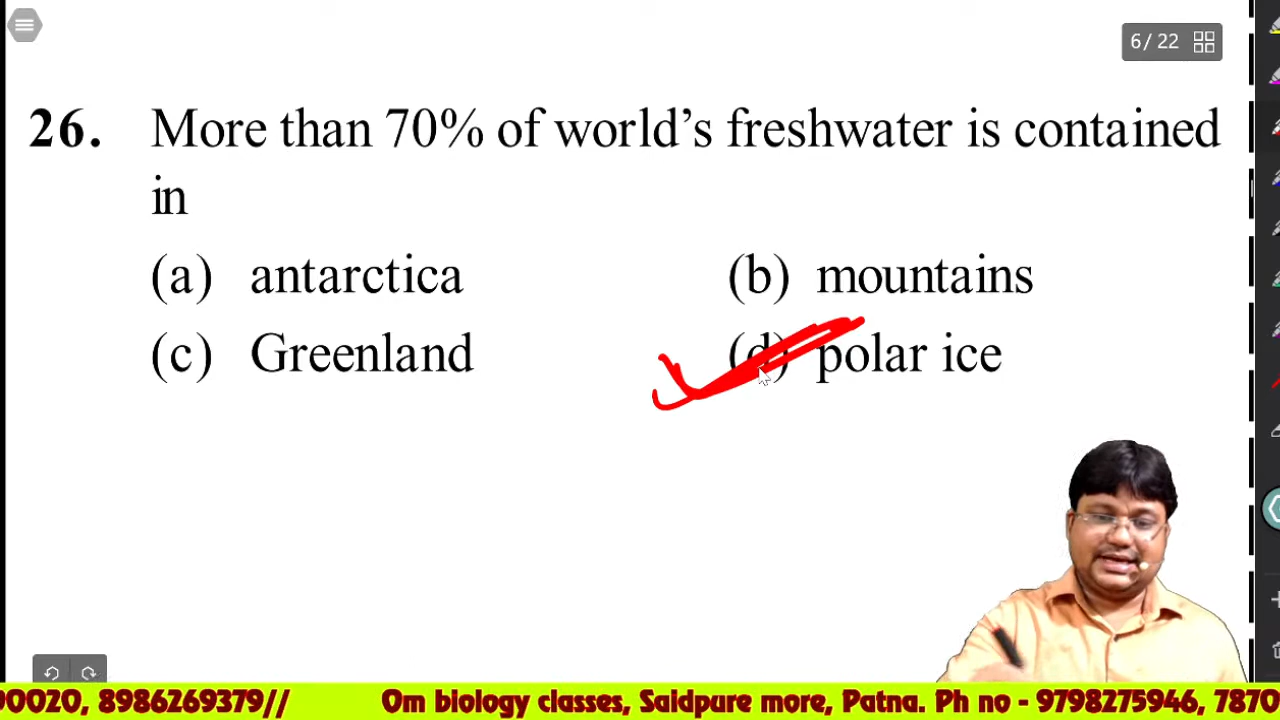 6/ 22
26. More than 70% of world's freshwater is contained
in
(a) antarctica (b) mountains
(c) Greenland (d) polar ice
90020, 8986269379// Om biology classes, Saidpure more, Patna. Ph no - 9798275946, 7870